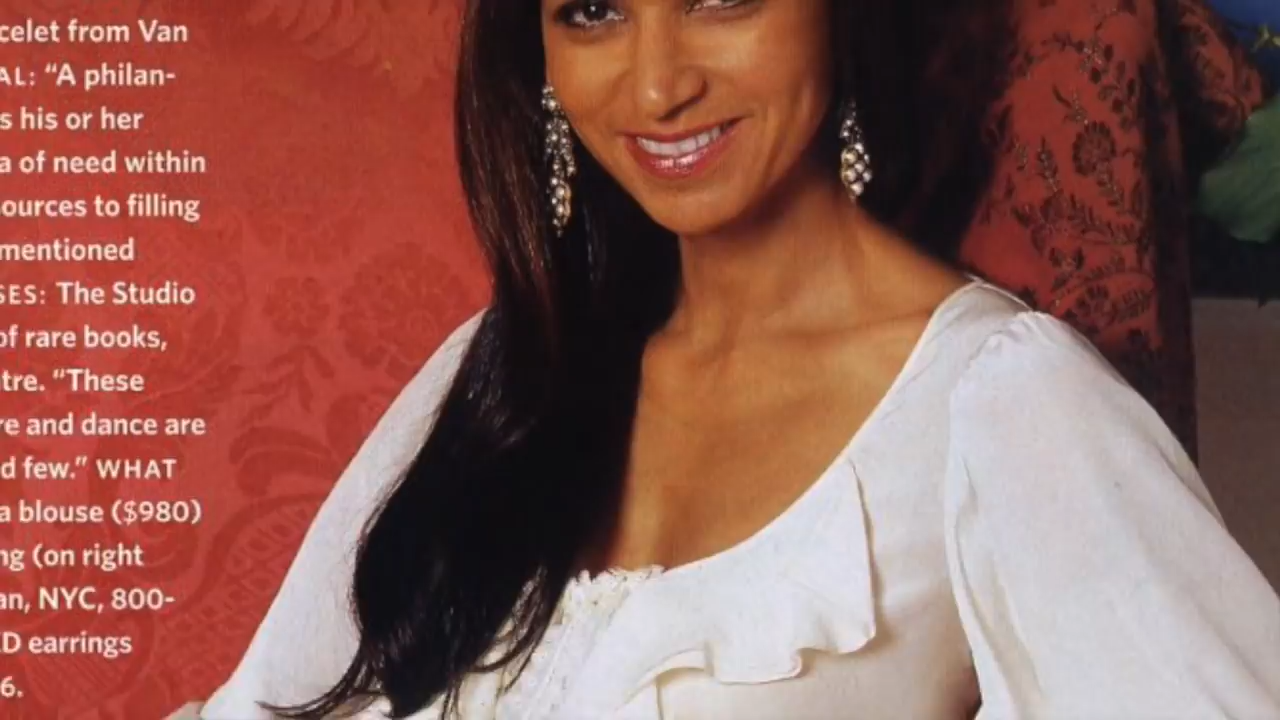 celet from Van
AL: “A philan-
s his or her
a of need within
ources to filling
mentioned
SES: The Studio
of rare books,
tre. “These
re and dance are
d few.” WHAT
a blouse ($980)
ng (on right
an, NYC, 800-
ED earrings
6.